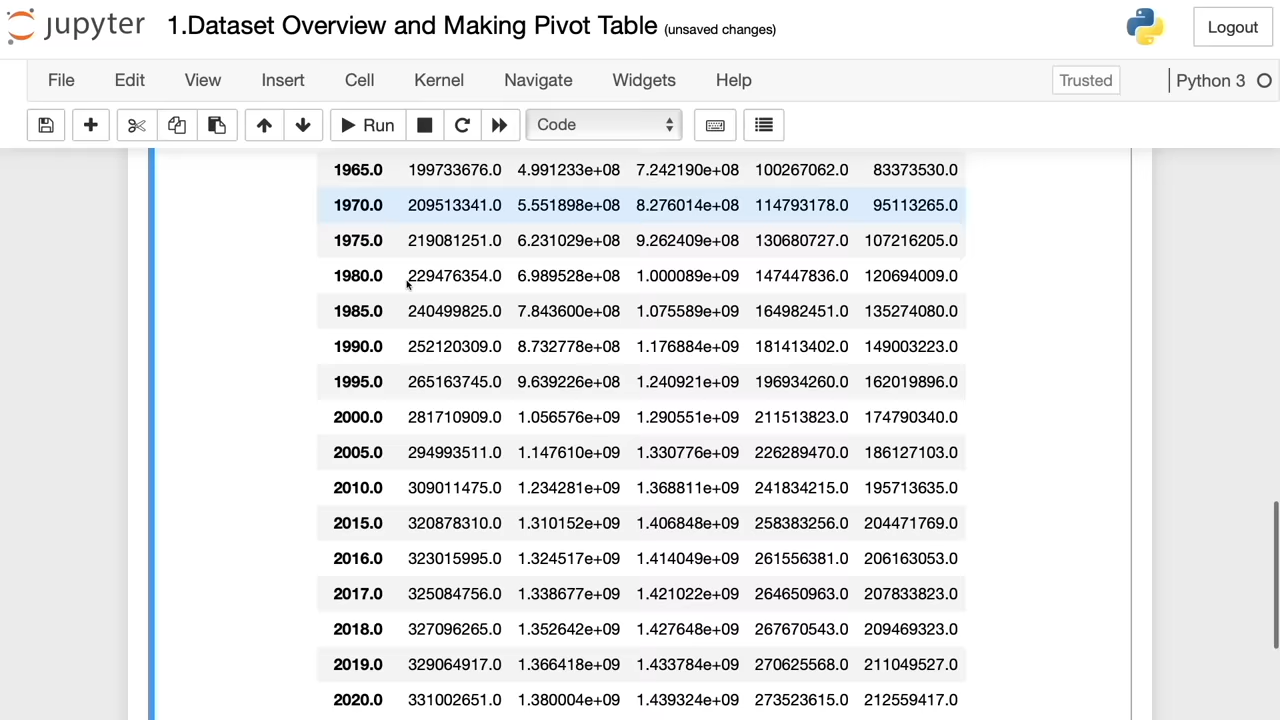 jupyter 1.Dataset Overview and Making Pivot Table (unsaved changes) Logout
File Edit View Insert Cell Kernel Navigate Widgets Help Trusted Python 3
Run Code
1965.0 199733676.0 4.991233e+08 7.242190e+08 100267062.0 83373530.0
1970.0 209513341.0 5.551898e+08 8.276014e+08 114793178.0 95113265.0
1975.0 219081251.0 6.231029e+08 9.262409e+08 130680727.0 107216205.0
1980.0 229476354.0 6.989528e+08 1.000089e+09 147447836.0 120694009.0
1985.0 240499825.0 7.843600e+08 1.075589e+09 164982451.0 135274080.0
1990.0 252120309.0 8.732778e+08 1.176884e+09 181413402.0 149003223.0
1995.0 265163745.0 9.639226e+08 1.240921e+09 196934260.0 162019896.0
2000.0 281710909.0 1.056576e+09 1.290551e+09 211513823.0 174790340.0
2005.0 294993511.0 1.147610e+09 1.330776e+09 226289470.0 186127103.0
2010.0 309011475.0 1.234281e+09 1.368811e+09 241834215.0 195713635.0
2015.0 320878310.0 1.310152e+09 1.406848e+09 258383256.0 204471769.0
2016.0 323015995.0 1.324517e+09 1.414049e+09 261556381.0 206163053.0
2017.0 325084756.0 1.338677e+09 1.421022e+09 264650963.0 207833823.0
2018.0 327096265.0 1.352642e+09 1.427648e+09 267670543.0 209469323.0
2019.0 329064917.0 1.366418e+09 1.433784e+09 270625568.0 211049527.0
2020.0 331002651.0 1.380004e+09 1.439324e+09 273523615.0 212559417.0